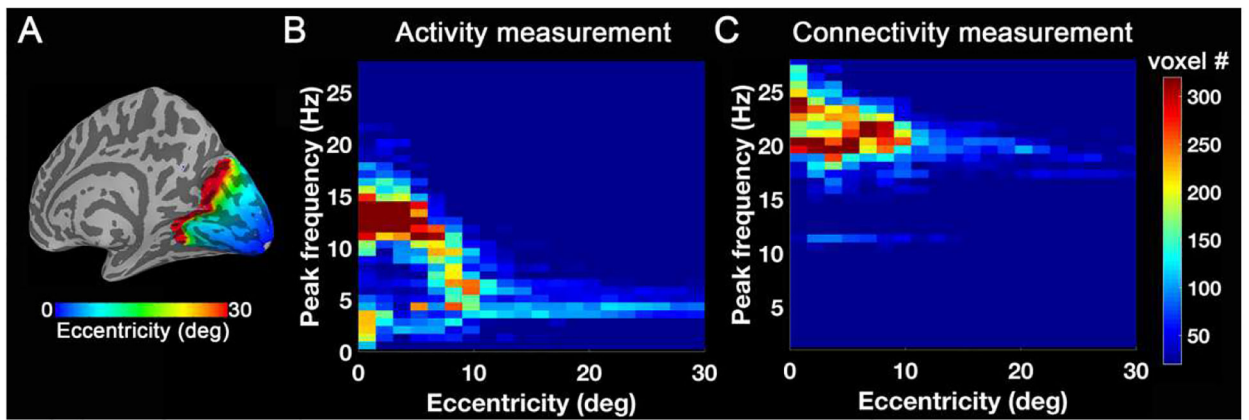 A
B
Activity measurement
C
Connectivity measurement
voxel #
0
30
Eccentricity (deg)
Peak frequency (Hz)
25
20
15
10
5
0
0
10
20
30
Eccentricity (deg)
Peak frequency (Hz)
25
20
15
10
5
0
10
20
30
Eccentricity (deg)
300
250
200
150
100
50